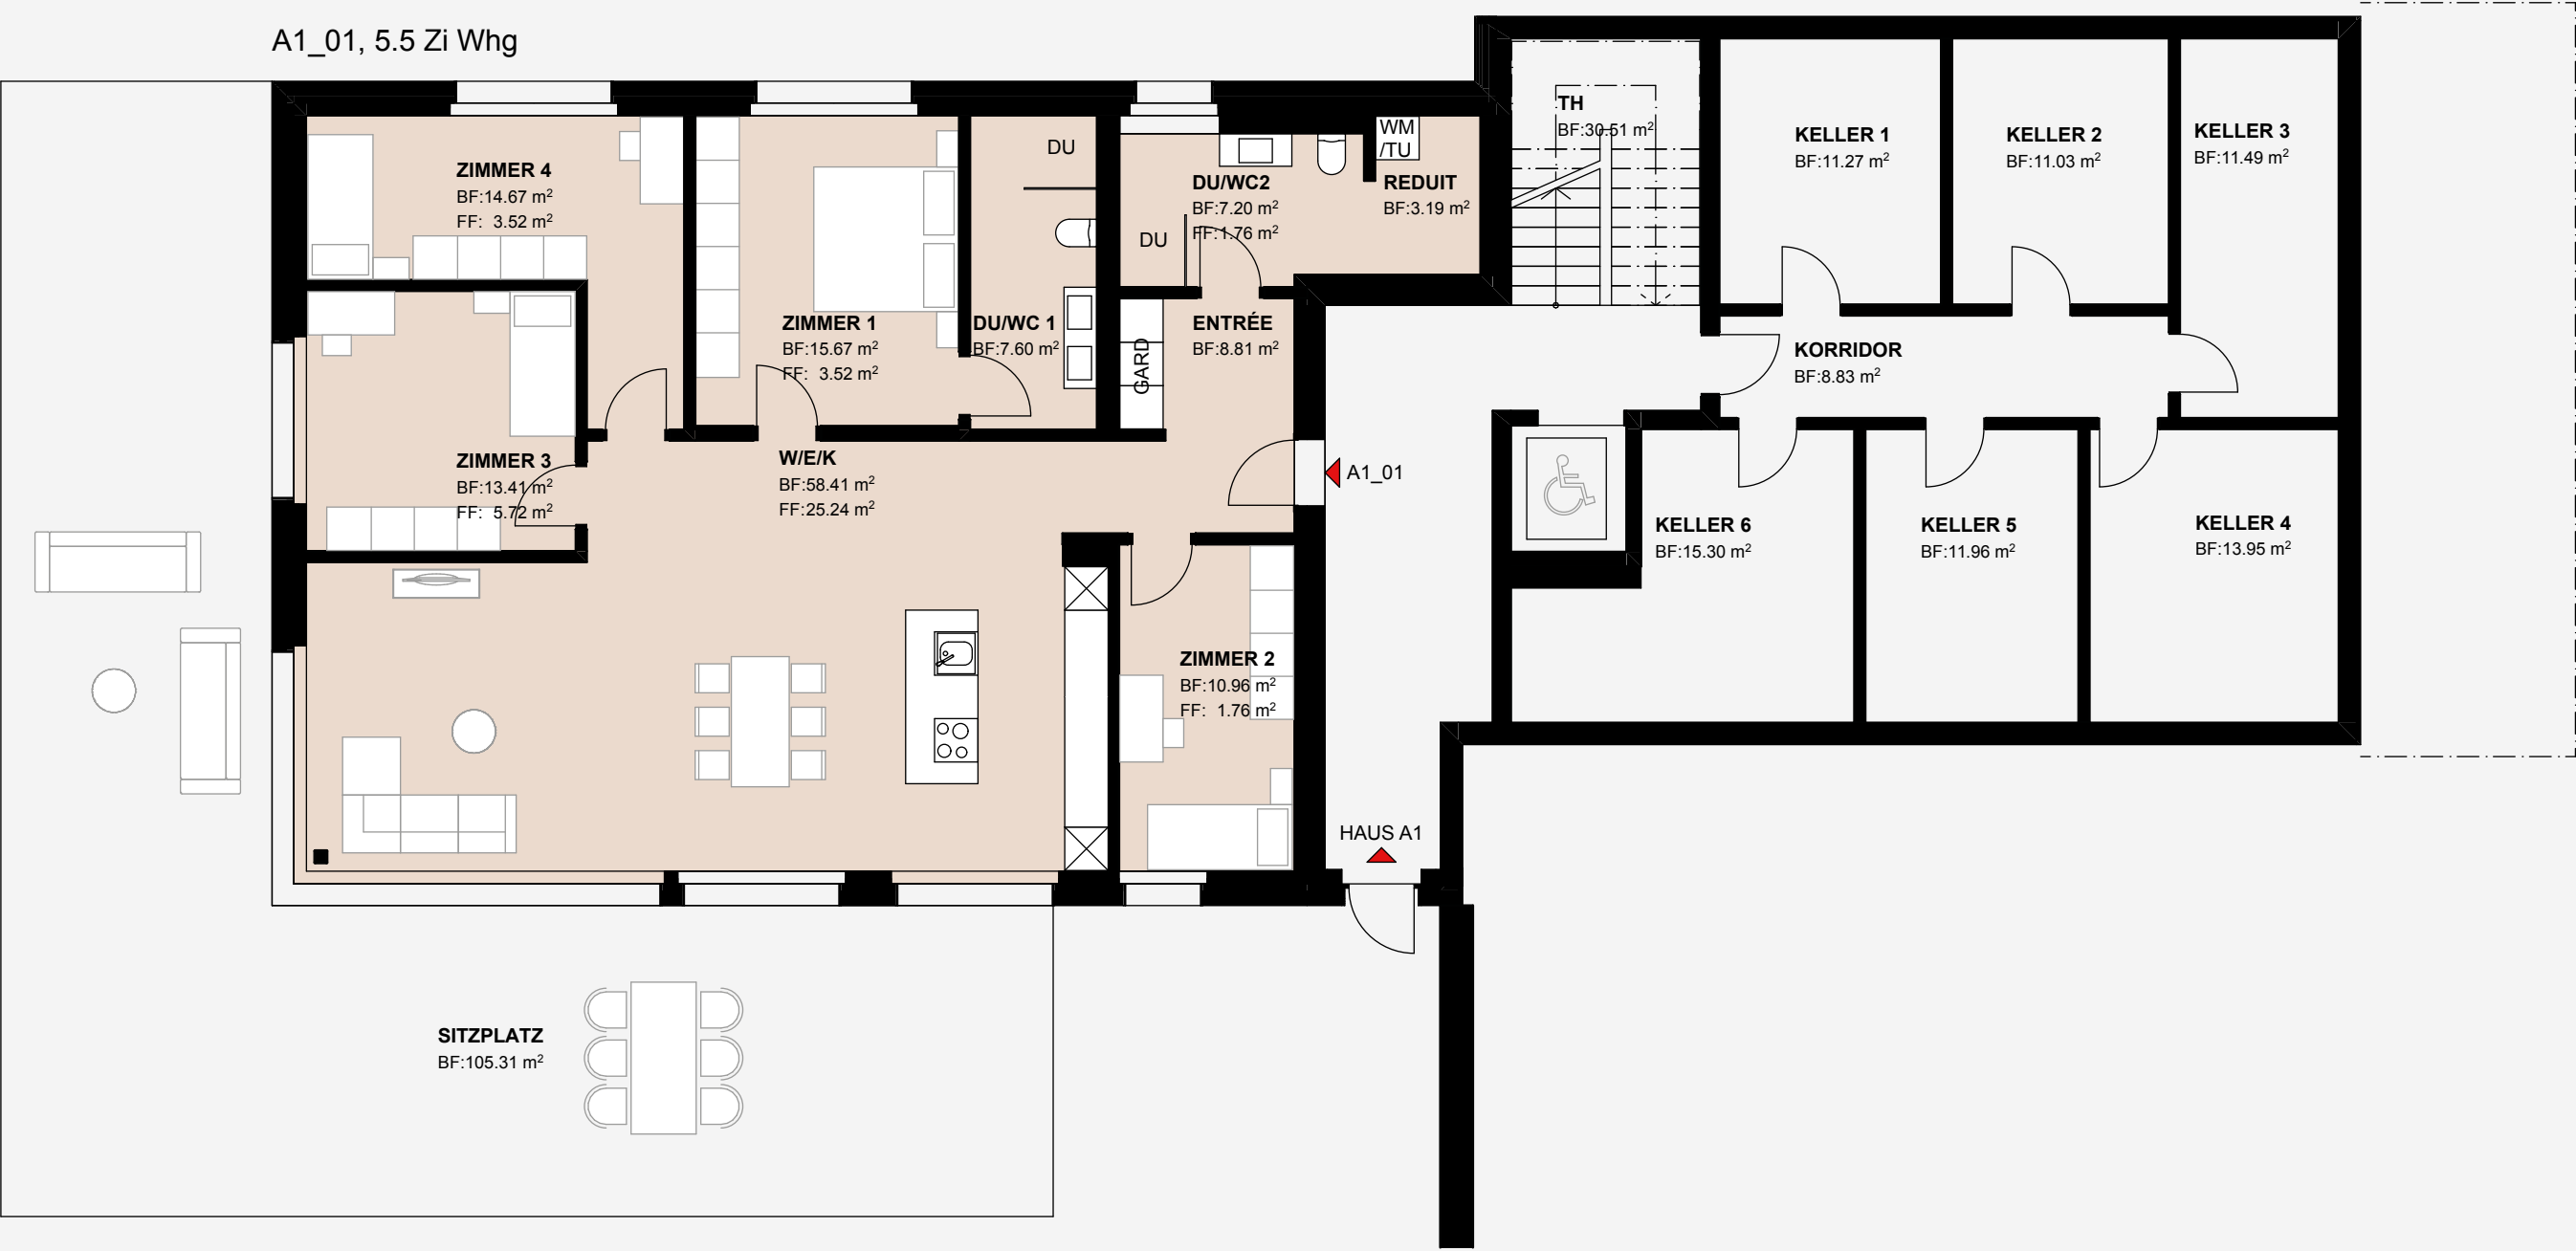 A1_01, 5.5 Zi Whg
ZIMMER 4
BF:14.67 m²
FF: 3.52 m²
ZIMMER 1
BF:15.67 m²
FF: 3.52 m²
DU
DU/WC 1
BF:7.60 m²
DU/WC2
BF:7.20 m²
FF:1.76 m²
DU
WM
/TU
REDUIT
BF:3.19 m²
TH
BF:30.51 m²
KELLER 1
BF:11.27 m²
KELLER 2
BF:11.03 m²
KELLER 3
BF:11.49 m²
GARD
ENTRÉE
BF:8.81 m²
KORRIDOR
BF:8.83 m²
ZIMMER 3
BF:13.41 m²
FF: 5.72 m²
W/E/K
BF:58.41 m²
FF:25.24 m²
A1_01
KELLER 6
BF:15.30 m²
KELLER 5
BF:11.96 m²
KELLER 4
BF:13.95 m²
ZIMMER 2
BF:10.96 m²
FF: 1.76 m²
HAUS A1
SITZPLATZ
BF:105.31 m²